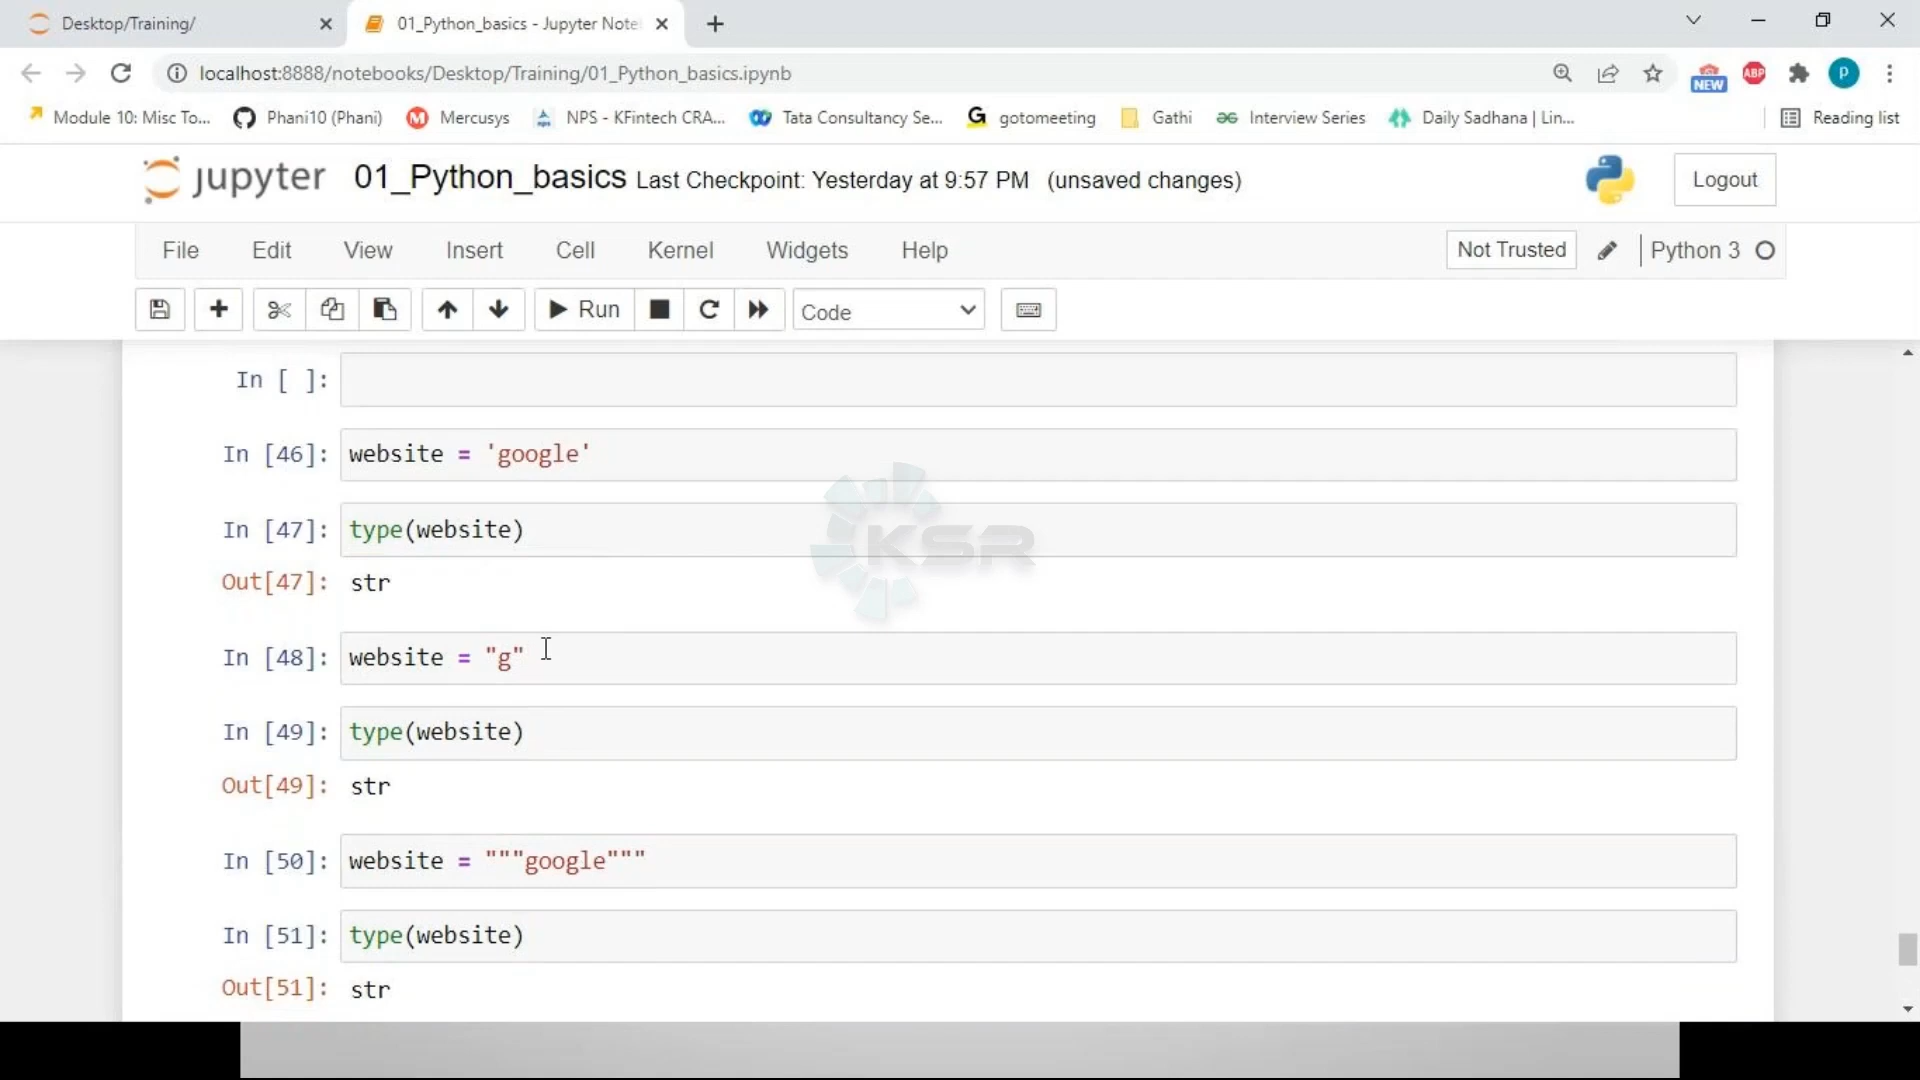 Desktop/Training/
01_Python_basics - Jupyter Note
localhost:8888/notebooks/Desktop/Training/01_Python_basics.ipynb
NEW
ABP
P
Module 10: Misc To...
Phani10 (Phani)
Mercusys
NPS - KFintech CRA...
Tata Consultancy Se...
gotomeeting
Gathi
Interview Series
Daily Sadhana | Lin...
Reading list
jupyter
01_Python_basics Last Checkpoint: Yesterday at 9:57 PM (unsaved changes)
Logout
File Edit View Insert Cell Kernel Widgets Help
Not Trusted
Python 3
Run
Code
In [ ]:
In [46]: website = 'google'
In [47]: type(website)
Out[47]: str
KSR
In [48]: website = "g"
In [49]: type(website)
Out[49]: str
In [50]: website = """google"""
In [51]: type(website)
Out[51]: str